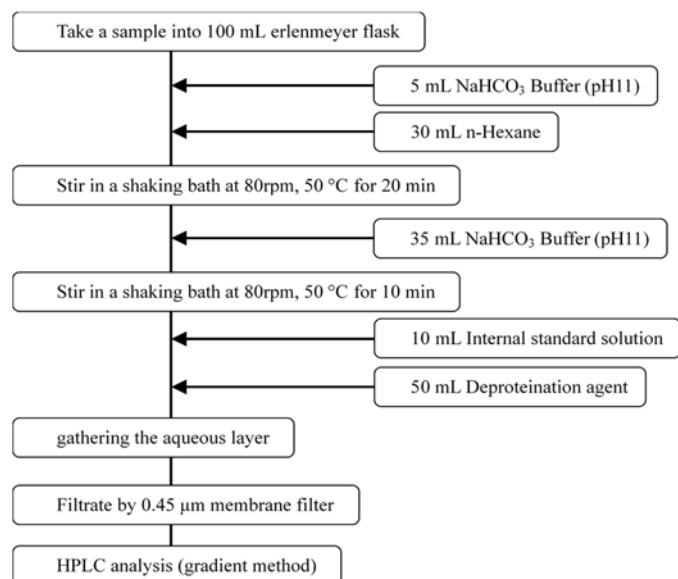 Take a sample into 100 mL erlenmeyer flask
5 mL NaHCO₃ Buffer (pH11)
30 mL n-Hexane
Stir in a shaking bath at 80rpm, 50 °C for 20 min
35 mL NaHCO₃ Buffer (pH11)
Stir in a shaking bath at 80rpm, 50 °C for 10 min
10 mL Internal standard solution
50 mL Deproteination agent
gathering the aqueous layer
Filtrate by 0.45 µm membrane filter
HPLC analysis (gradient method)